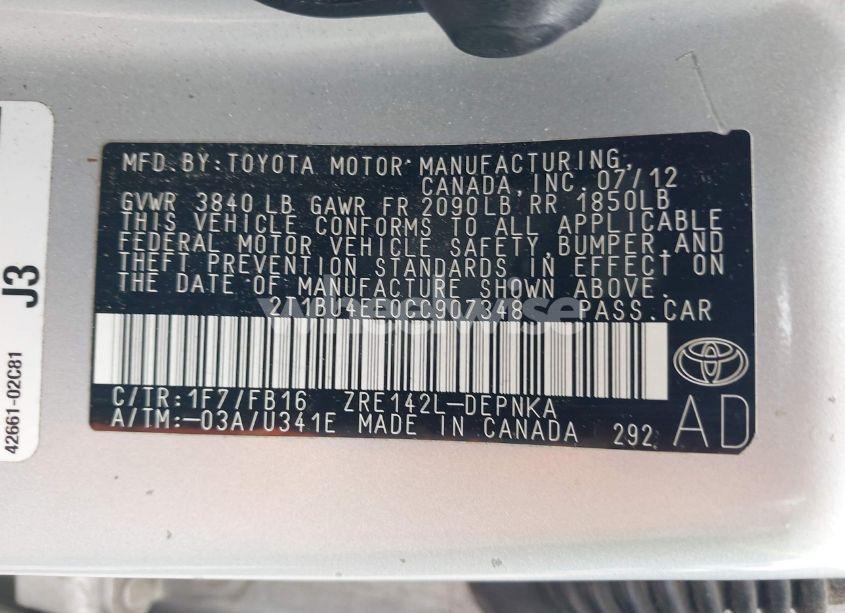 MFD.BY:TOYOTA MOTOR MANUFACTURING,
CANADA,INC. 07/12
GVWR 3840 LB GAWR FR 2090LB RR 1850LB
THIS VEHICLE CONFORMS TO ALL APPLICABLE
FEDERAL MOTOR VEHICLE SAFETY,BUMPER,AND
THEFT PREVENTION STANDARDS IN EFFECT ON
THE DATE OF MANUFACTURE SHOWN ABOVE.
2T1BU4EE0CC907348 PASS.CAR
C/TR:1F7/FB16 ZRE142L-DEPNKA
A/TM:-03A/U341E MADE IN CANADA 292
AD
J3
42661-02C81